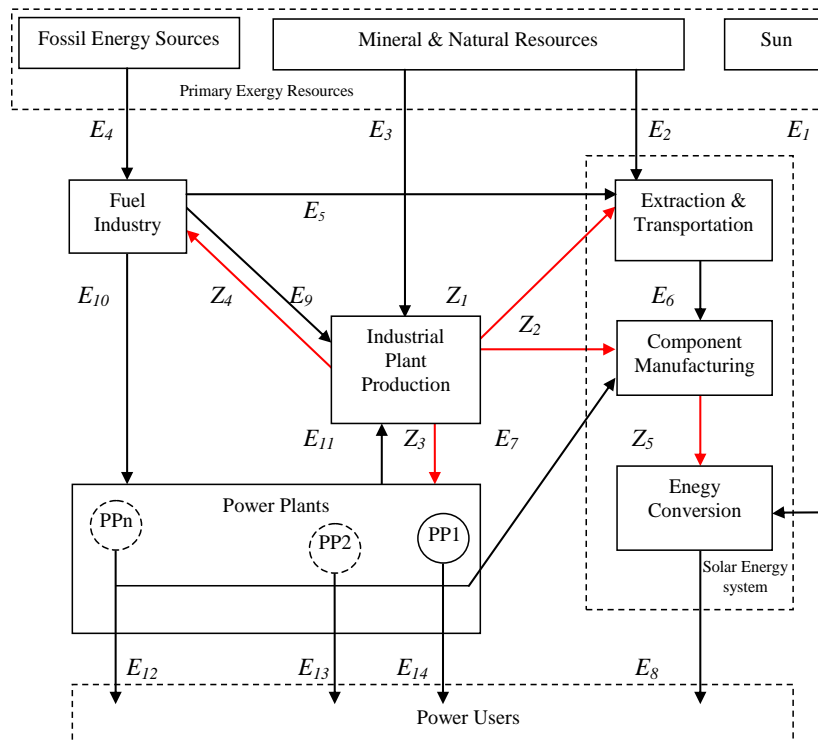 Fossil Energy Sources
Mineral & Natural Resources
Sun
Primary Exergy Resources
E4
E3
E2
E1
Fuel
Industry
E5
Extraction &
Transportation
E10
Z4
E9
Z1
E6
Z2
Industrial
Plant
Production
Component
Manufacturing
E11
Z3
E7
Z5
Power Plants
PPn
PP2
PP1
Enegy
Conversion
Solar Energy
system
E12
E13
E14
E8
Power Users